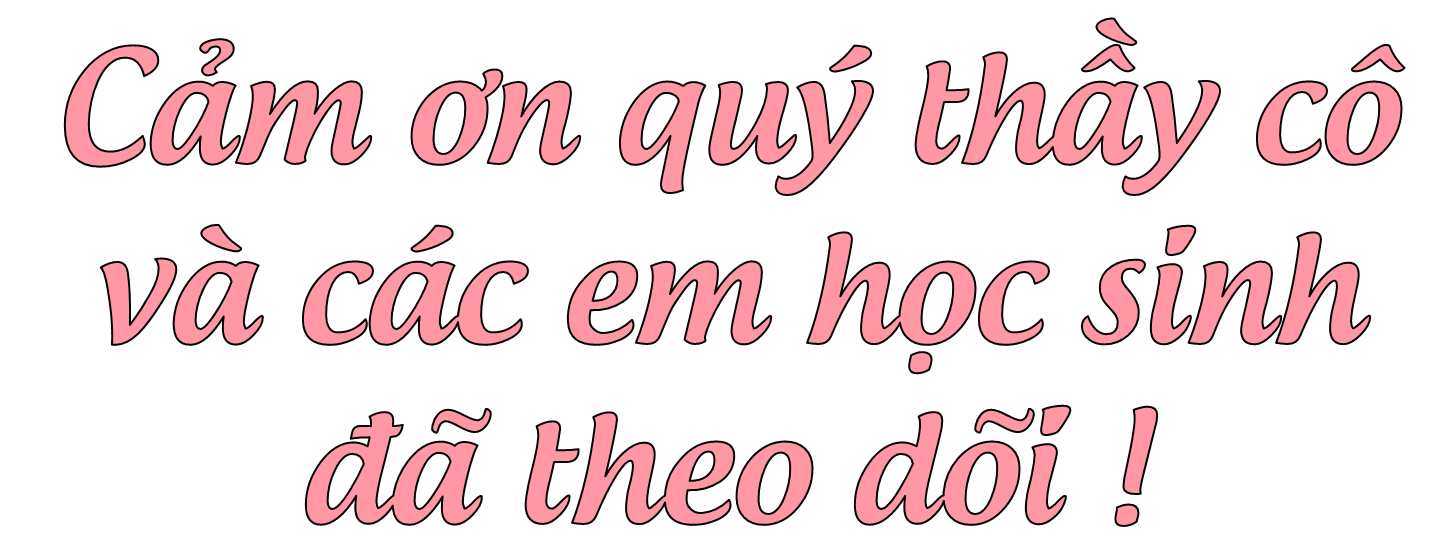 Cảm ơn quý thầy cô
và các em học sinh
đã theo dõi !